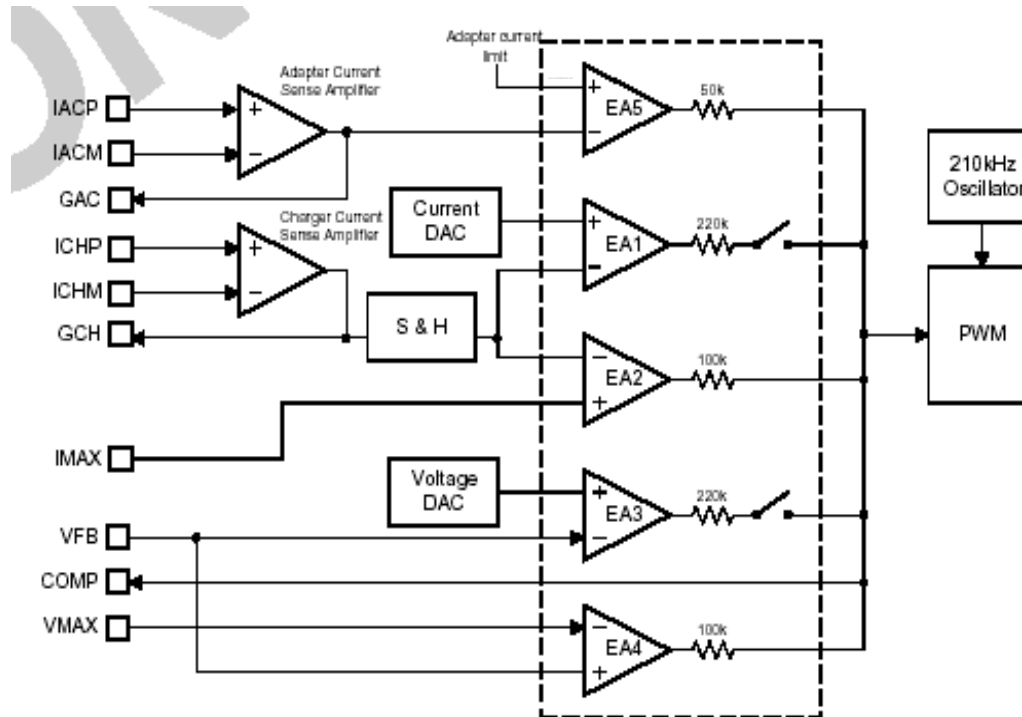 Adapter current
limit
Adapter Current
Sense Amplifier
IACP
+
IACM
−
GAC
+
EA5
−
50k
210kHz
Oscillator
Charger Current
Sense Amplifier
ICHP
+
ICHM
−
GCH
Current
DAC
+
EA1
−
220k
S & H
PWM
−
EA2
+
100k
IMAX
Voltage
DAC
+
EA3
−
220k
VFB
COMP
VMAX
−
EA4
+
100k